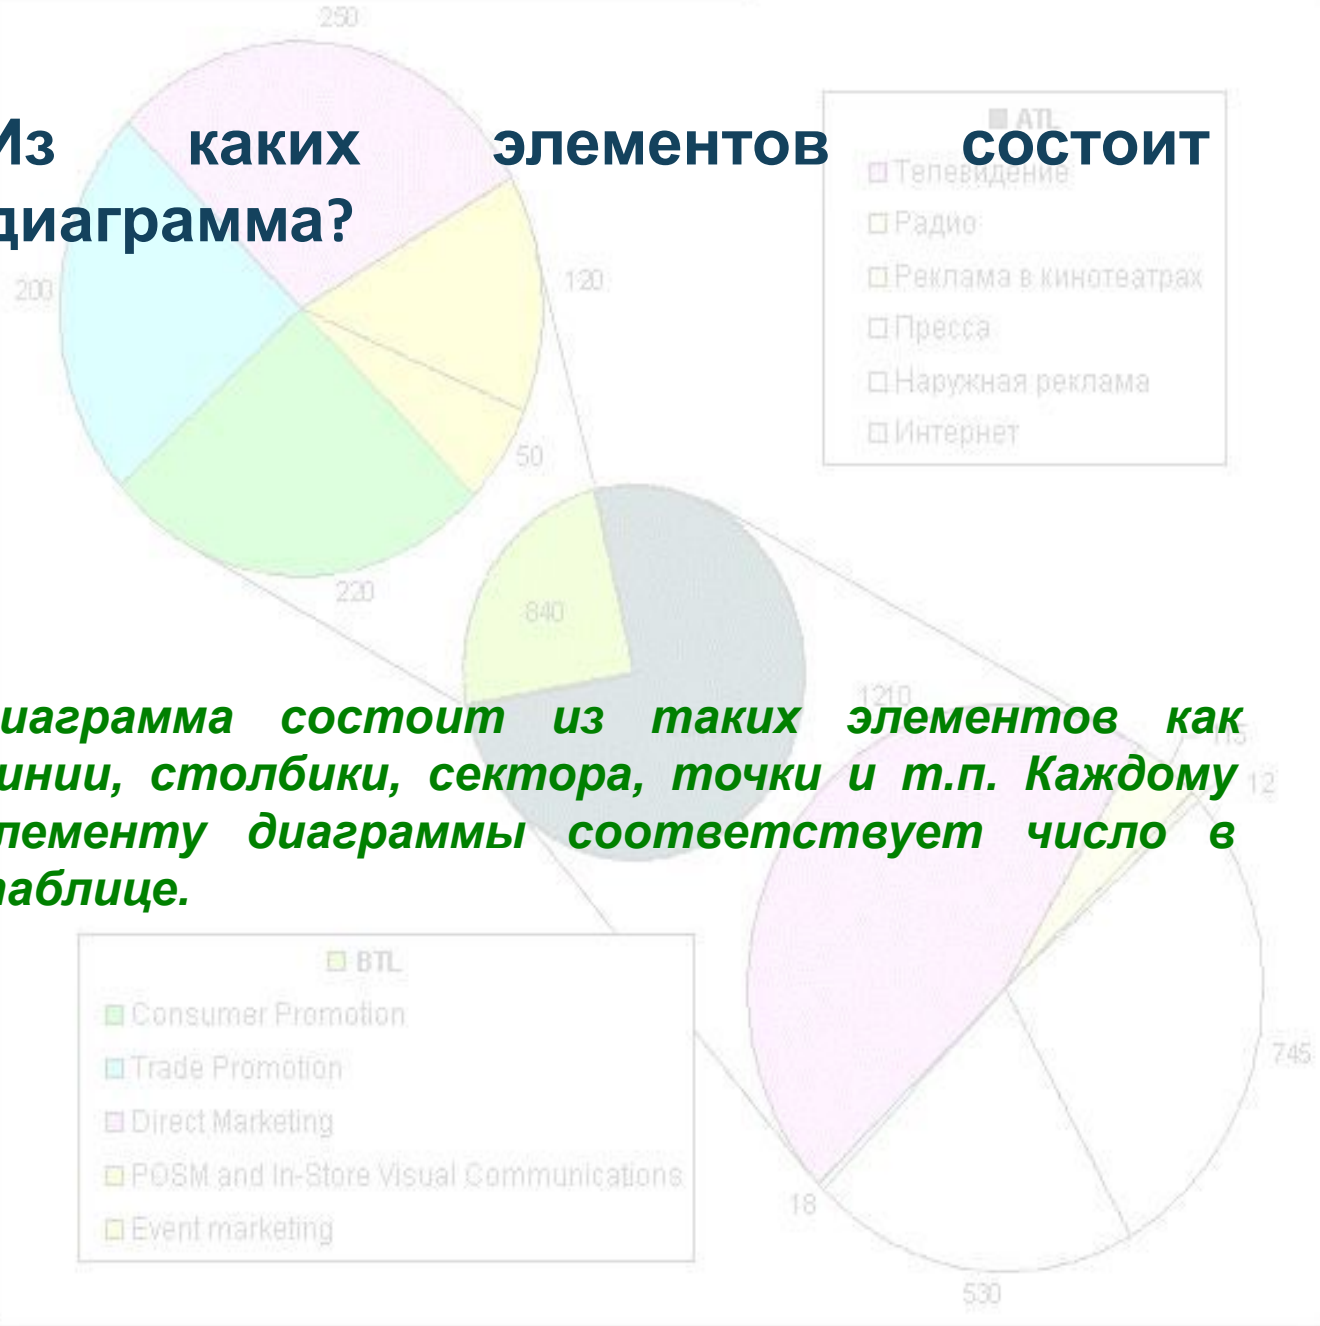 250
Из каких элементов состоит
диаграмма?
ATL
Телевидение
Радио
Реклама в кинотеатрах
Пресса
Наружная реклама
Интернет
200
120
50
220
840
1210
115
12
иаграмма состоит из таких элементов как
инии, столбики, сектора, точки и т.п. Каждому
лементу диаграммы соответствует число в
таблице.
BTL
Consumer Promotion
Trade Promotion
Direct Marketing
POSM and In-Store Visual Communications
Event marketing
745
18
530